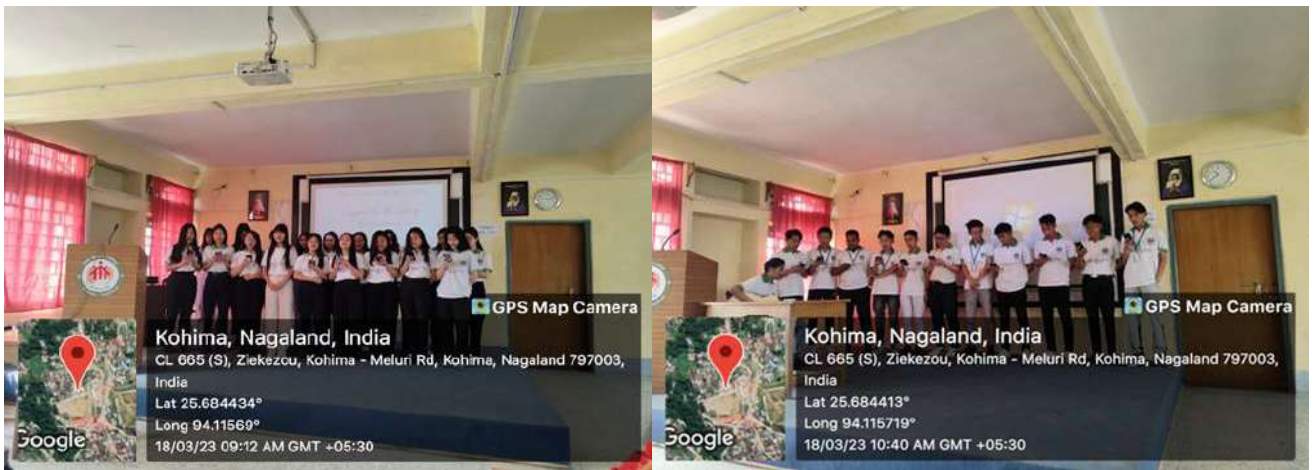 GPS Map Camera
Kohima, Nagaland, India
CL 665 (S), Ziekezou, Kohima - Meluri Rd, Kohima, Nagaland 797003,
India
Lat 25.684434°
Long 94.11569°
18/03/23 09:12 AM GMT +05:30
Google
GPS Map Camera
Kohima, Nagaland, India
CL 665 (S), Ziekezou, Kohima - Meluri Rd, Kohima, Nagaland 797003,
India
Lat 25.684413°
Long 94.115719°
18/03/23 10:40 AM GMT +05:30
Google